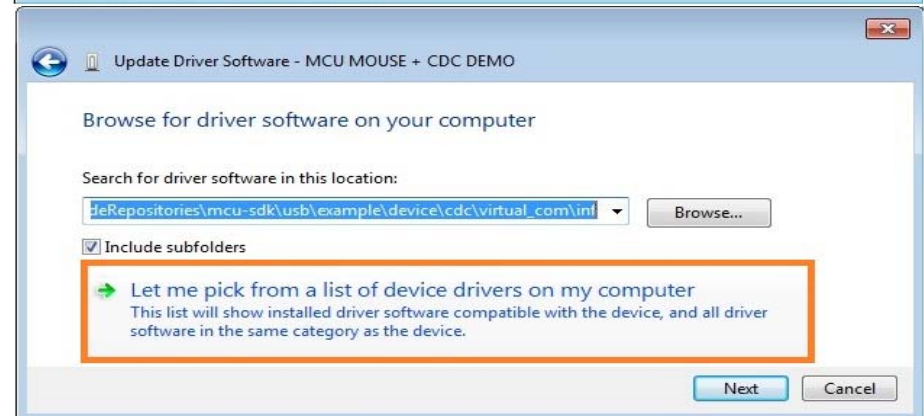 Update Driver Software - MCU MOUSE + CDC DEMO
Browse for driver software on your computer
Search for driver software in this location:
deRepositories\mcu-sdk\usb\example\device\cdc\virtual_com\inf
Browse...
Include subfolders
Let me pick from a list of device drivers on my computer
This list will show installed driver software compatible with the device, and all driver
software in the same category as the device.
Next
Cancel